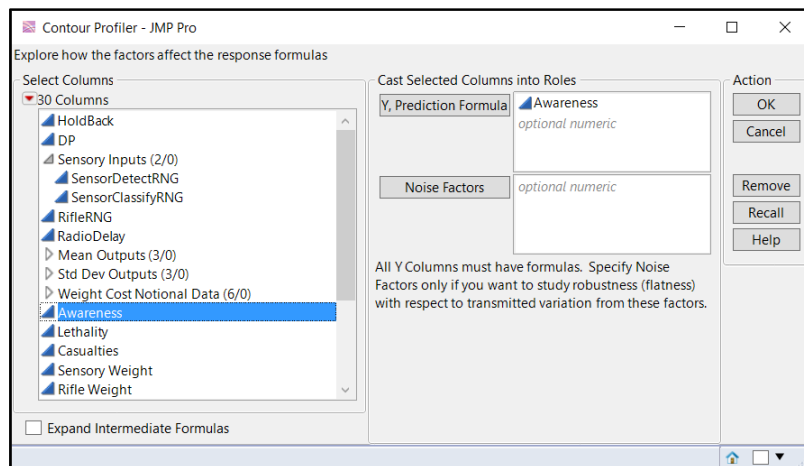 Contour Profiler - JMP Pro
Explore how the factors affect the response formulas
Select Columns
30 Columns
HoldBack
DP
Sensory Inputs (2/0)
SensorDetectRNG
SensorClassifyRNG
RifleRNG
RadioDelay
Mean Outputs (3/0)
Std Dev Outputs (3/0)
Weight Cost Notional Data (6/0)
Awareness
Lethality
Casualties
Sensory Weight
Rifle Weight
Expand Intermediate Formulas
Cast Selected Columns into Roles
Y, Prediction Formula
Awareness
optional numeric
Noise Factors
optional numeric
All Y Columns must have formulas. Specify Noise
Factors only if you want to study robustness (flatness)
with respect to transmitted variation from these factors.
Action
OK
Cancel
Remove
Recall
Help